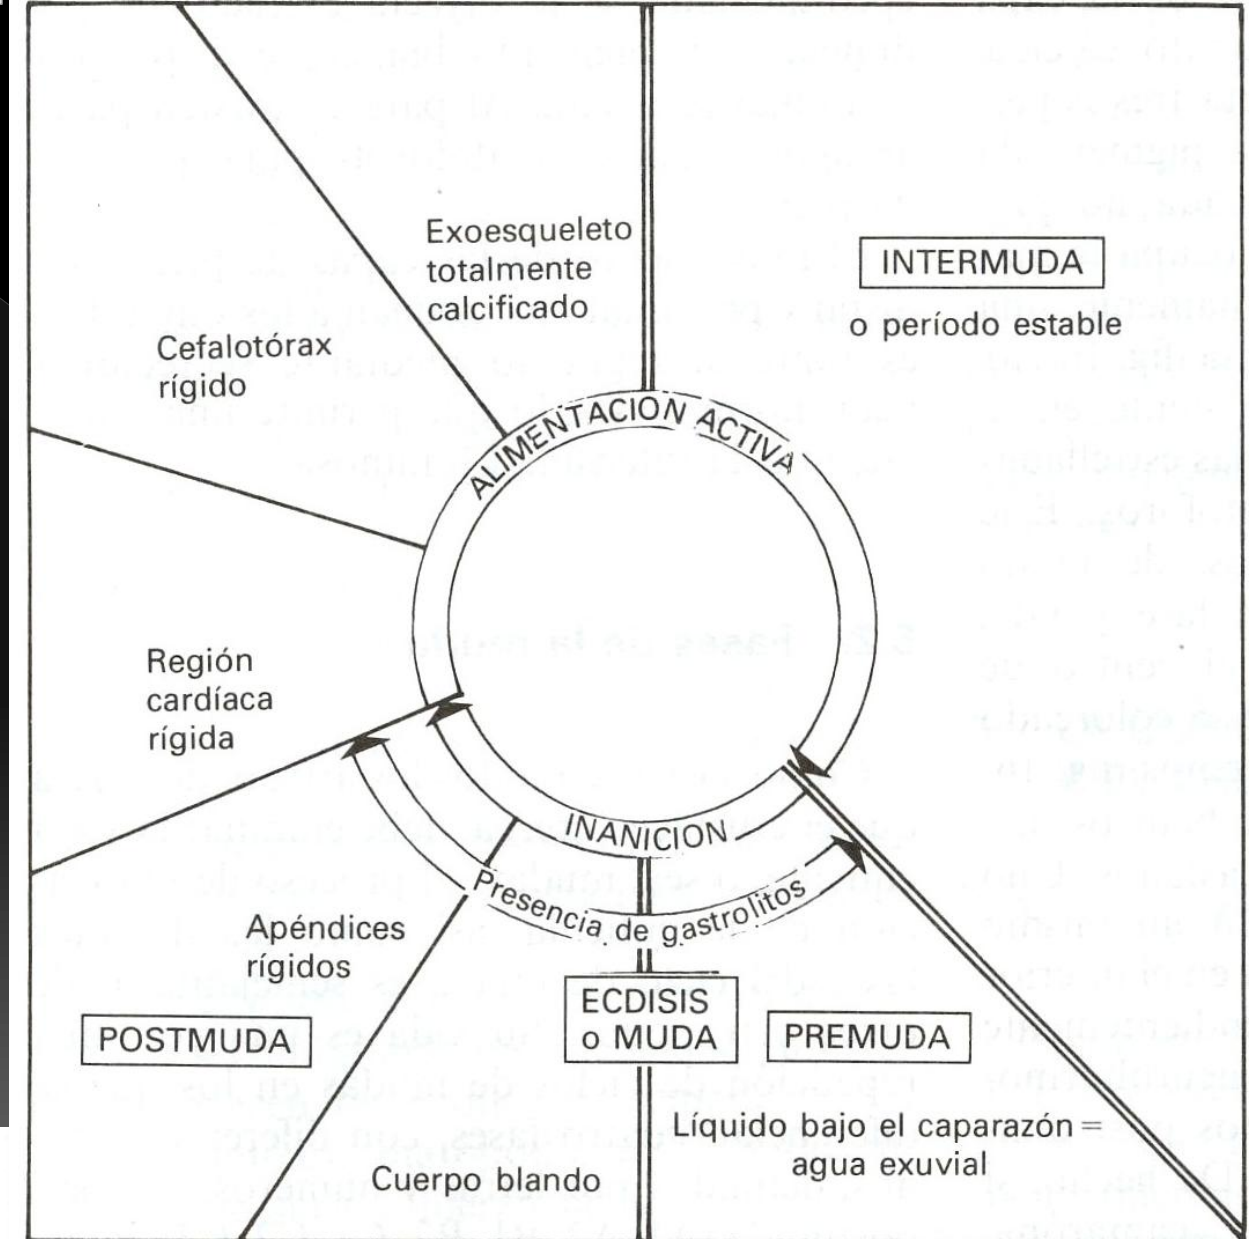 Exoesqueleto
totalmente
calcificado
INTERMUDA
o período estable
Cefalotórax
rígido
ALIMENTACION ACTIVA
Región
cardíaca
rígida
INANICION
Presencia de gastrolitos
Apéndices
rígidos
POSTMUDA
ECDISIS
o MUDA
PREMUDA
Líquido bajo el caparazón =
agua exuvial
Cuerpo blando